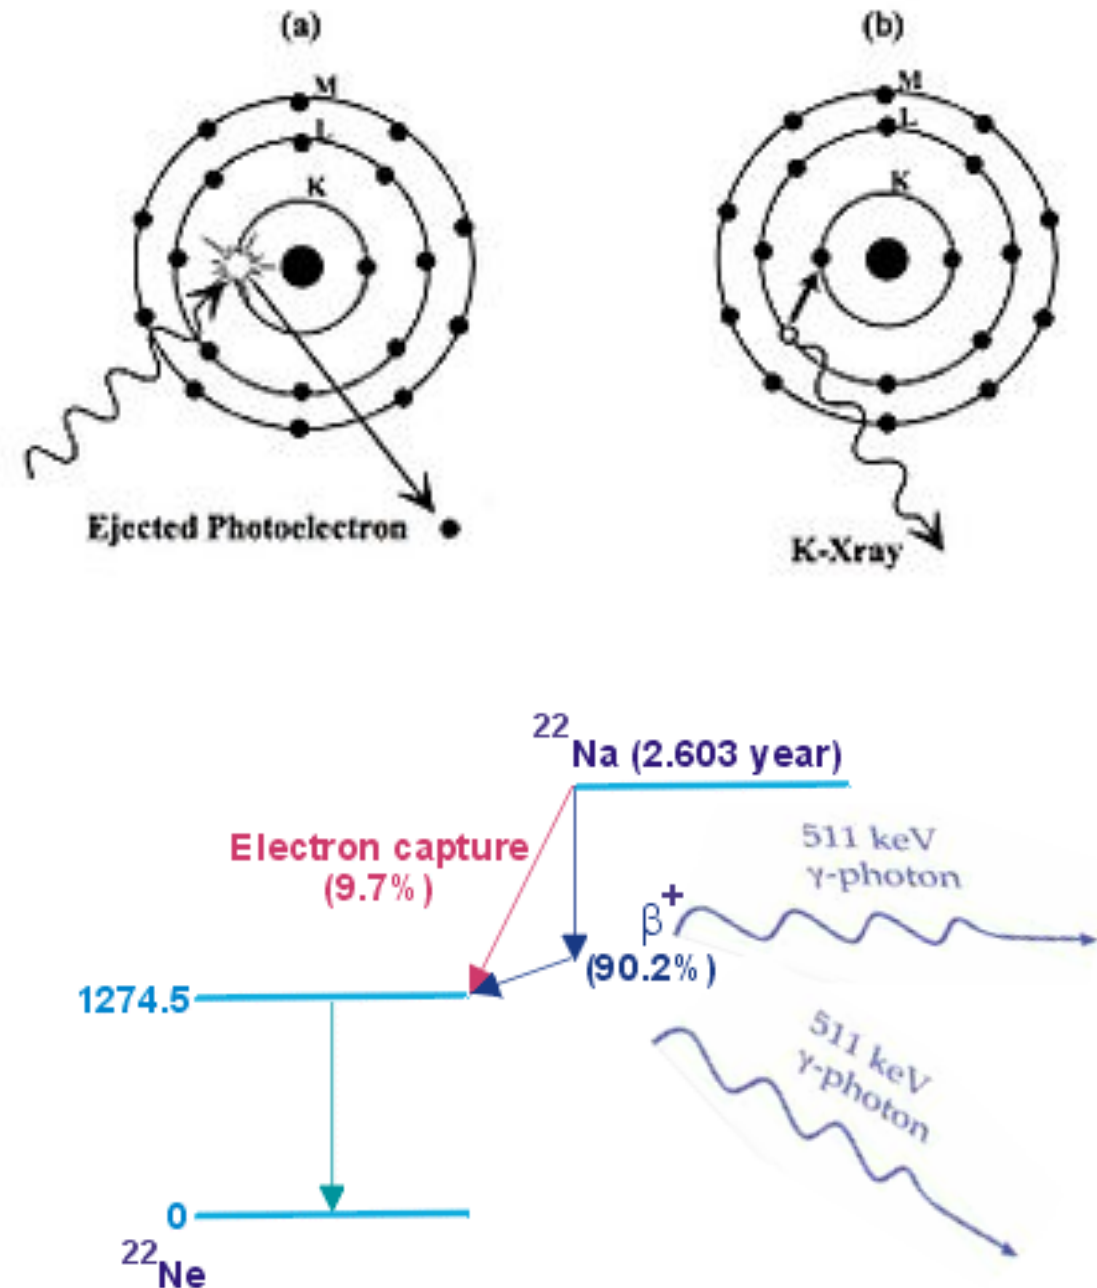 (a)
(b)
M
L
K
M
L
K
Ejected Photoelectron
K-Xray
22
Na (2.603 year)
Electron capture
(9.7%)
511 keV
γ-photon
β+
(90.2%)
1274.5
511 keV
γ-photon
0
22
Ne